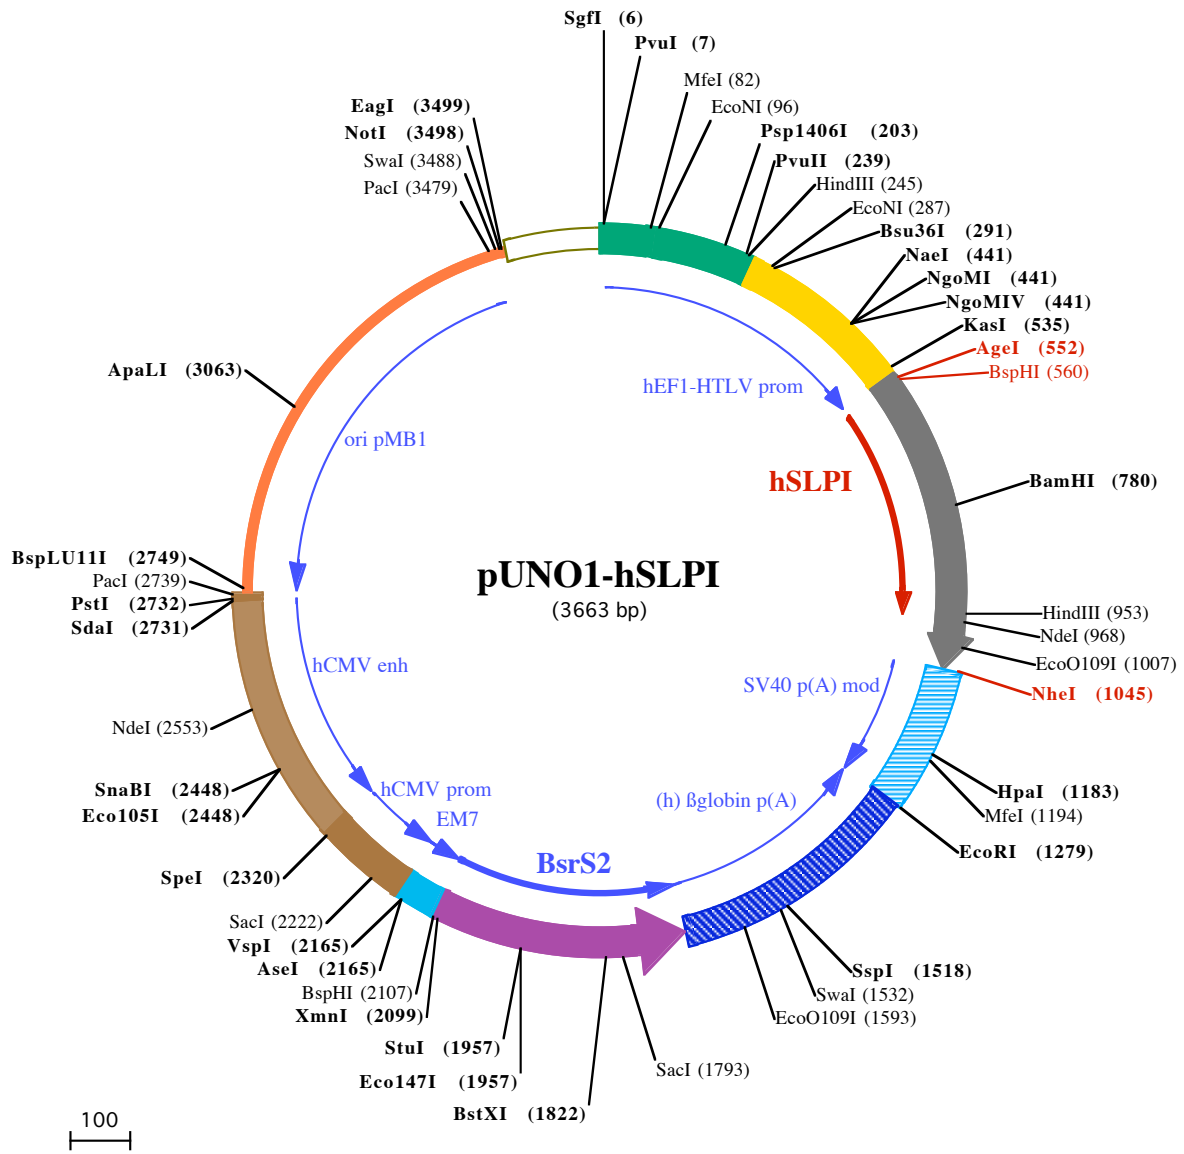 SgfI (6)
PvuI (7)
MfeI (82)
EcoNI (96)
Psp1406I (203)
PvuII (239)
HindIII (245)
EcoNI (287)
Bsu36I (291)
NaeI (441)
NgoMI (441)
NgoMIV (441)
KasI (535)
AgeI (552)
BspHI (560)
BamHI (780)
HindIII (953)
NdeI (968)
EcoO109I (1007)
NheI (1045)
HpaI (1183)
MfeI (1194)
EcoRI (1279)
SspI (1518)
SwaI (1532)
EcoO109I (1593)
SacI (1793)
BstXI (1822)
Eco147I (1957)
StuI (1957)
XmnI (2099)
BspHI (2107)
AseI (2165)
VspI (2165)
SacI (2222)
SpeI (2320)
Eco105I (2448)
SnaBI (2448)
NdeI (2553)
SdaI (2731)
PstI (2732)
PacI (2739)
BspLU11I (2749)
ApaLI (3063)
PacI (3479)
SwaI (3488)
NotI (3498)
EagI (3499)
hEF1-HTLV prom
hSLPI
SV40 p(A) mod
(h) ßglobin p(A)
BsrS2
EM7
hCMV prom
hCMV enh
ori pMB1
pUNO1-hSLPI
(3663 bp)
100